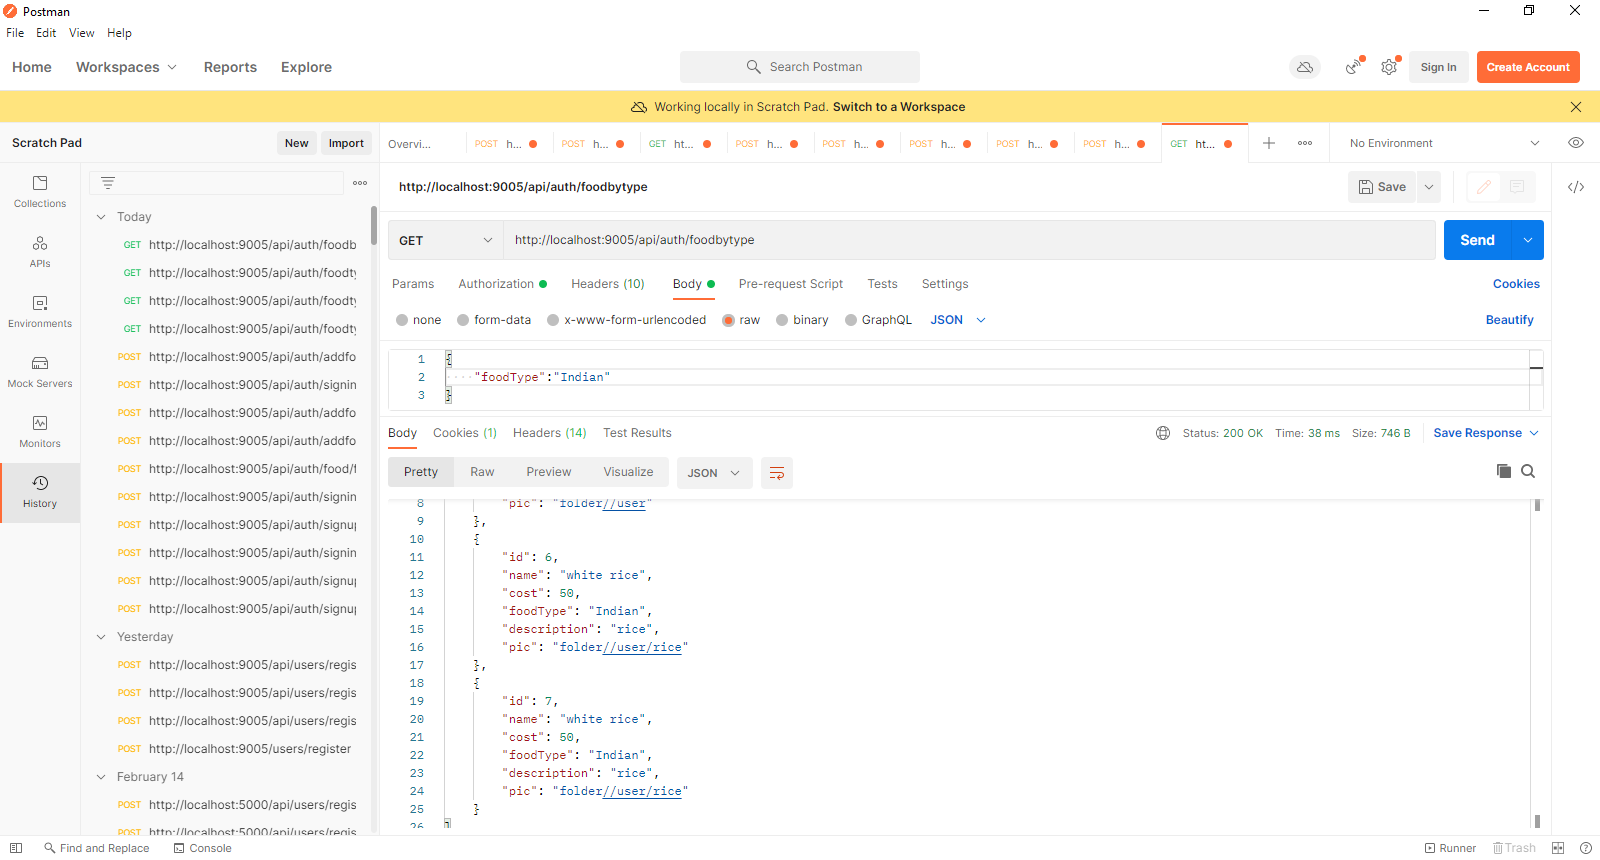 Postman
File Edit View Help
Home Workspaces Reports Explore Search Postman Sign In Create Account
Working locally in Scratch Pad. Switch to a Workspace
Scratch Pad New Import Overvi... POST h... POST h... GET ht... POST h... POST h... POST h... POST h... POST h... GET ht... No Environment
http://localhost:9005/api/auth/foodbytype Save
Collections
APIs
Environments
Mock Servers
Monitors
History
Today
GET http://localhost:9005/api/auth/foodb
GET http://localhost:9005/api/auth/foodty
GET http://localhost:9005/api/auth/foodty
GET http://localhost:9005/api/auth/foodty
POST http://localhost:9005/api/auth/addfo
POST http://localhost:9005/api/auth/signin
POST http://localhost:9005/api/auth/addfo
POST http://localhost:9005/api/auth/addfo
POST http://localhost:9005/api/auth/food/f
POST http://localhost:9005/api/auth/signin
POST http://localhost:9005/api/auth/signup
POST http://localhost:9005/api/auth/signin
POST http://localhost:9005/api/auth/signup
POST http://localhost:9005/api/auth/signup
Yesterday
POST http://localhost:9005/api/users/regis
POST http://localhost:9005/api/users/regis
POST http://localhost:9005/api/users/regis
POST http://localhost:9005/users/register
February 14
POST http://localhost:5000/api/users/regis
POST http://localhost:5000/api/users/regis
GET http://localhost:9005/api/auth/foodbytype Send
Params Authorization Headers (10) Body Pre-request Script Tests Settings Cookies
none form-data x-www-form-urlencoded raw binary GraphQL JSON Beautify
1 {
2 "foodType":"Indian"
3 }
Body Cookies (1) Headers (14) Test Results Status: 200 OK Time: 38 ms Size: 746 B Save Response
Pretty Raw Preview Visualize JSON
8 "pic": "folder//user"
9 },
10 {
11 "id": 6,
12 "name": "white rice",
13 "cost": 50,
14 "foodType": "Indian",
15 "description": "rice",
16 "pic": "folder//user/rice"
17 },
18 {
19 "id": 7,
20 "name": "white rice",
21 "cost": 50,
22 "foodType": "Indian",
23 "description": "rice",
24 "pic": "folder//user/rice"
25 }
26 ]
Find and Replace Console Runner Trash